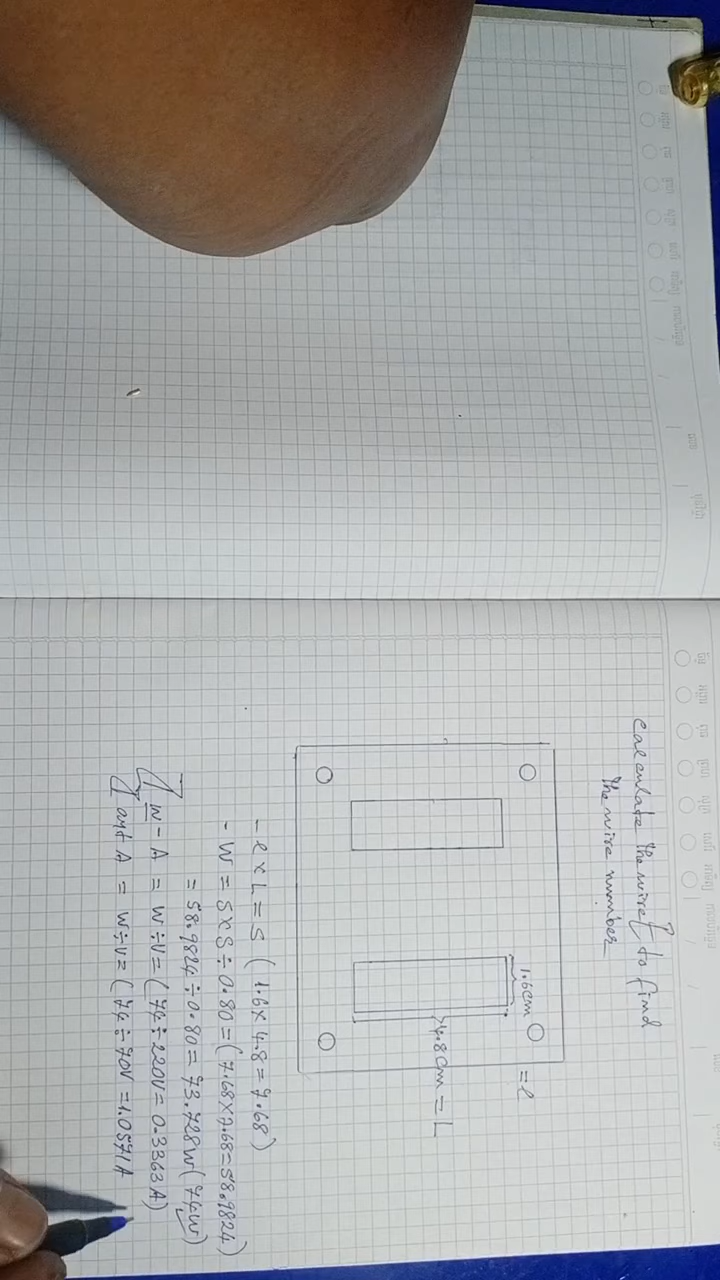 Calculate the wire to find
the wire number
1.6cm
= l
4.8cm = L
- l x L = S ( 1.6 x 4.8 = 7.68 )
- W = S x S ÷ 0.80 = ( 7.68 x 7.68 = 58.9824 )
= 58.9824 ÷ 0.80 = 73.728W ( 74W )
In - A = W ÷ V = ( 74 ÷ 220V = 0.3363A )
out A = W ÷ V = ( 74 ÷ 70V = 1.0571A